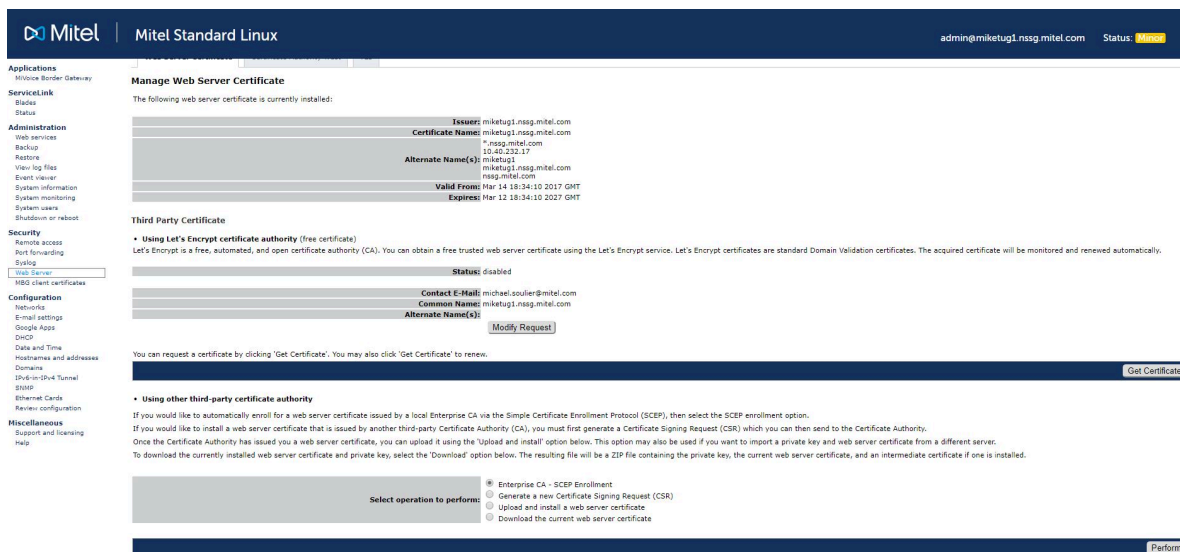 Mitel
Mitel Standard Linux
admin@miketug1.nssg.mitel.com Status: Minor
Applications
MiVoice Border Gateway
ServiceLink
Blades
Status
Administration
Web services
Backup
Restore
View log files
Event viewer
System information
System monitoring
System users
Shutdown or reboot
Security
Remote access
Port forwarding
Syslog
Web Server
MBG client certificates
Configuration
Networks
E-mail settings
Google Apps
DHCP
Date and Time
Hostnames and addresses
Domains
IPv6-in-IPv4 Tunnel
SNMP
Ethernet Cards
Review configuration
Miscellaneous
Support and licensing
Help
Manage Web Server Certificate
The following web server certificate is currently installed:
Issuer: miketug1.nssg.mitel.com
Certificate Name: miketug1.nssg.mitel.com
*.nssg.mitel.com
10.40.232.17
Alternate Name(s): miketug1
miketug1.nssg.mitel.com
nssg.mitel.com
Valid From: Mar 14 18:34:10 2017 GMT
Expires: Mar 12 18:34:10 2027 GMT
Third Party Certificate
• Using Let's Encrypt certificate authority (free certificate)
Let's Encrypt is a free, automated, and open certificate authority (CA). You can obtain a free trusted web server certificate using the Let's Encrypt service. Let's Encrypt certificates are standard Domain Validation certificates. The acquired certificate will be monitored and renewed automatically.
Status: disabled
Contact E-Mail: michael.soulier@mitel.com
Common Name: miketug1.nssg.mitel.com
Alternate Name(s):
Modify Request
You can request a certificate by clicking 'Get Certificate'. You may also click 'Get Certificate' to renew.
Get Certificate
• Using other third-party certificate authority
If you would like to automatically enroll for a web server certificate issued by a local Enterprise CA via the Simple Certificate Enrollment Protocol (SCEP), then select the SCEP enrollment option.
If you would like to install a web server certificate that is issued by another third-party Certificate Authority (CA), you must first generate a Certificate Signing Request (CSR) which you can then send to the Certificate Authority.
Once the Certificate Authority has issued you a web server certificate, you can upload it using the 'Upload and install' option below. This option may also be used if you want to import a private key and web server certificate from a different server.
To download the currently installed web server certificate and private key, select the 'Download' option below. The resulting file will be a ZIP file containing the private key, the current web server certificate, and an intermediate certificate if one is installed.
Select operation to perform:
Enterprise CA - SCEP Enrollment
Generate a new Certificate Signing Request (CSR)
Upload and install a web server certificate
Download the current web server certificate
Perform